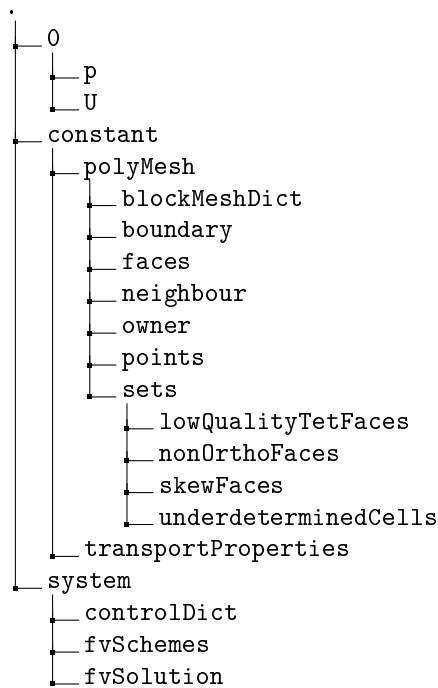 .
0
p
U
constant
polyMesh
blockMeshDict
boundary
faces
neighbour
owner
points
sets
lowQualityTetFaces
nonOrthoFaces
skewFaces
underdeterminedCells
transportProperties
system
controlDict
fvSchemes
fvSolution